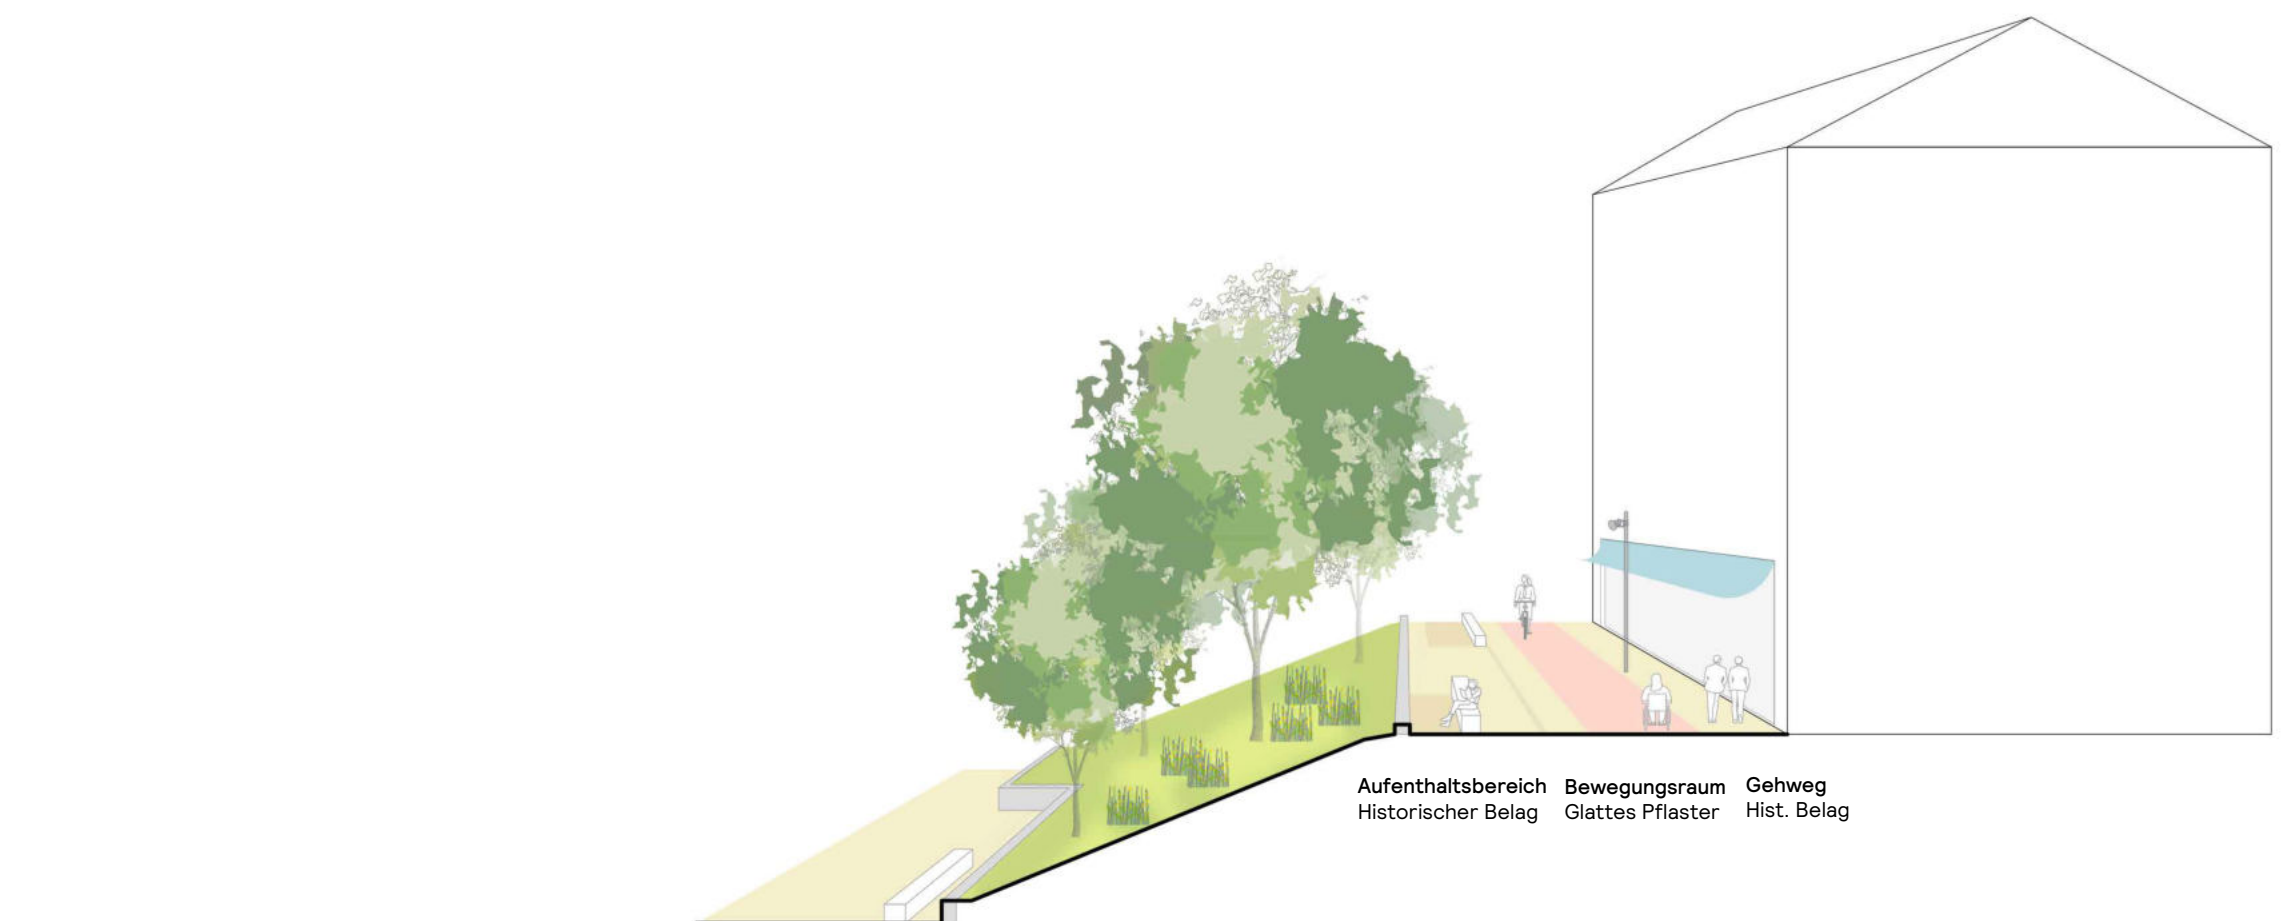 Aufenthaltsbereich
Historischer Belag
Bewegungsraum
Glattes Pflaster
Gehweg
Hist. Belag